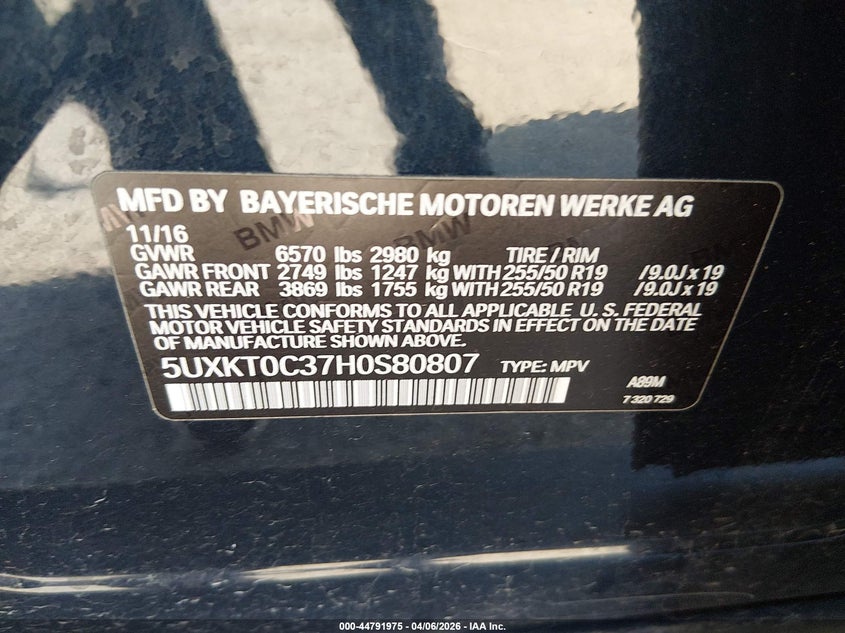 MFD BY BAYERISCHE MOTOREN WERKE AG
11/16
GVWR 6570 lbs 2980 kg TIRE / RIM
GAWR FRONT 2749 lbs 1247 kg WITH 255/50 R19 /9.0J x 19
GAWR REAR 3869 lbs 1755 kg WITH 255/50 R19 /9.0J x 19
THIS VEHICLE CONFORMS TO ALL APPLICABLE U. S. FEDERAL
MOTOR VEHICLE SAFETY STANDARDS IN EFFECT ON THE DATE
OF MANUFACTURE SHOWN ABOVE.
5UXKT0C37H0S80807 TYPE: MPV
A89M
7 320 729
BMW
000-44791975 | 04/06/2026 - IAA Inc.